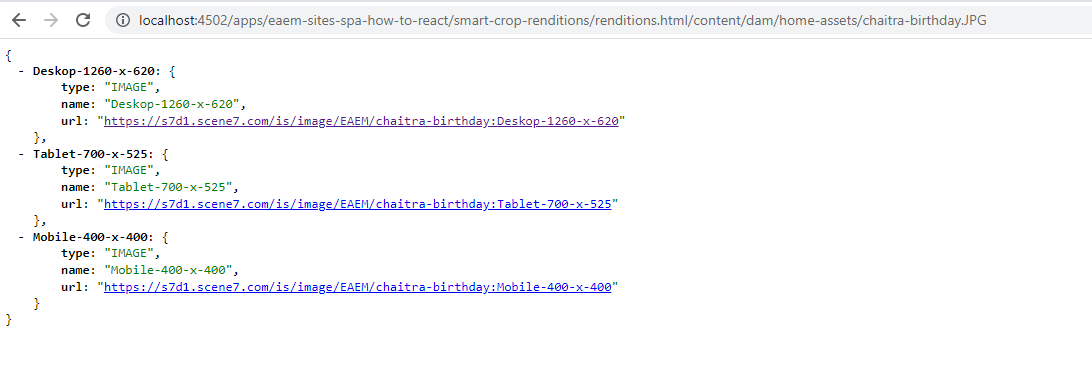 localhost:4502/apps/eaem-sites-spa-how-to-react/smart-crop-renditions/renditions.html/content/dam/home-assets/chaitra-birthday.JPG
{
- Deskop-1260-x-620: {
type: "IMAGE",
name: "Deskop-1260-x-620",
url: "https://s7d1.scene7.com/is/image/EAEM/chaitra-birthday:Deskop-1260-x-620"
},
- Tablet-700-x-525: {
type: "IMAGE",
name: "Tablet-700-x-525",
url: "https://s7d1.scene7.com/is/image/EAEM/chaitra-birthday:Tablet-700-x-525"
},
- Mobile-400-x-400: {
type: "IMAGE",
name: "Mobile-400-x-400",
url: "https://s7d1.scene7.com/is/image/EAEM/chaitra-birthday:Mobile-400-x-400"
}
}